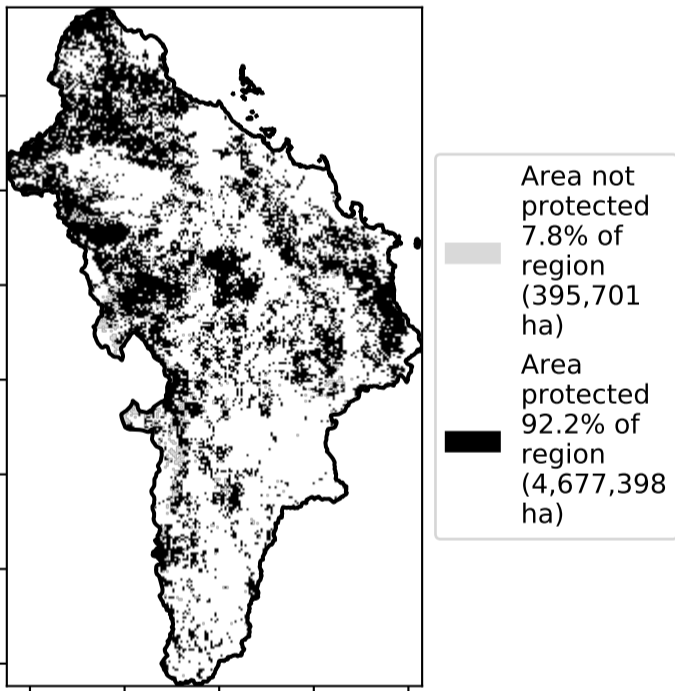 Area not
protected
7.8% of
region
(395,701
ha)
Area
protected
92.2% of
region
(4,677,398
ha)